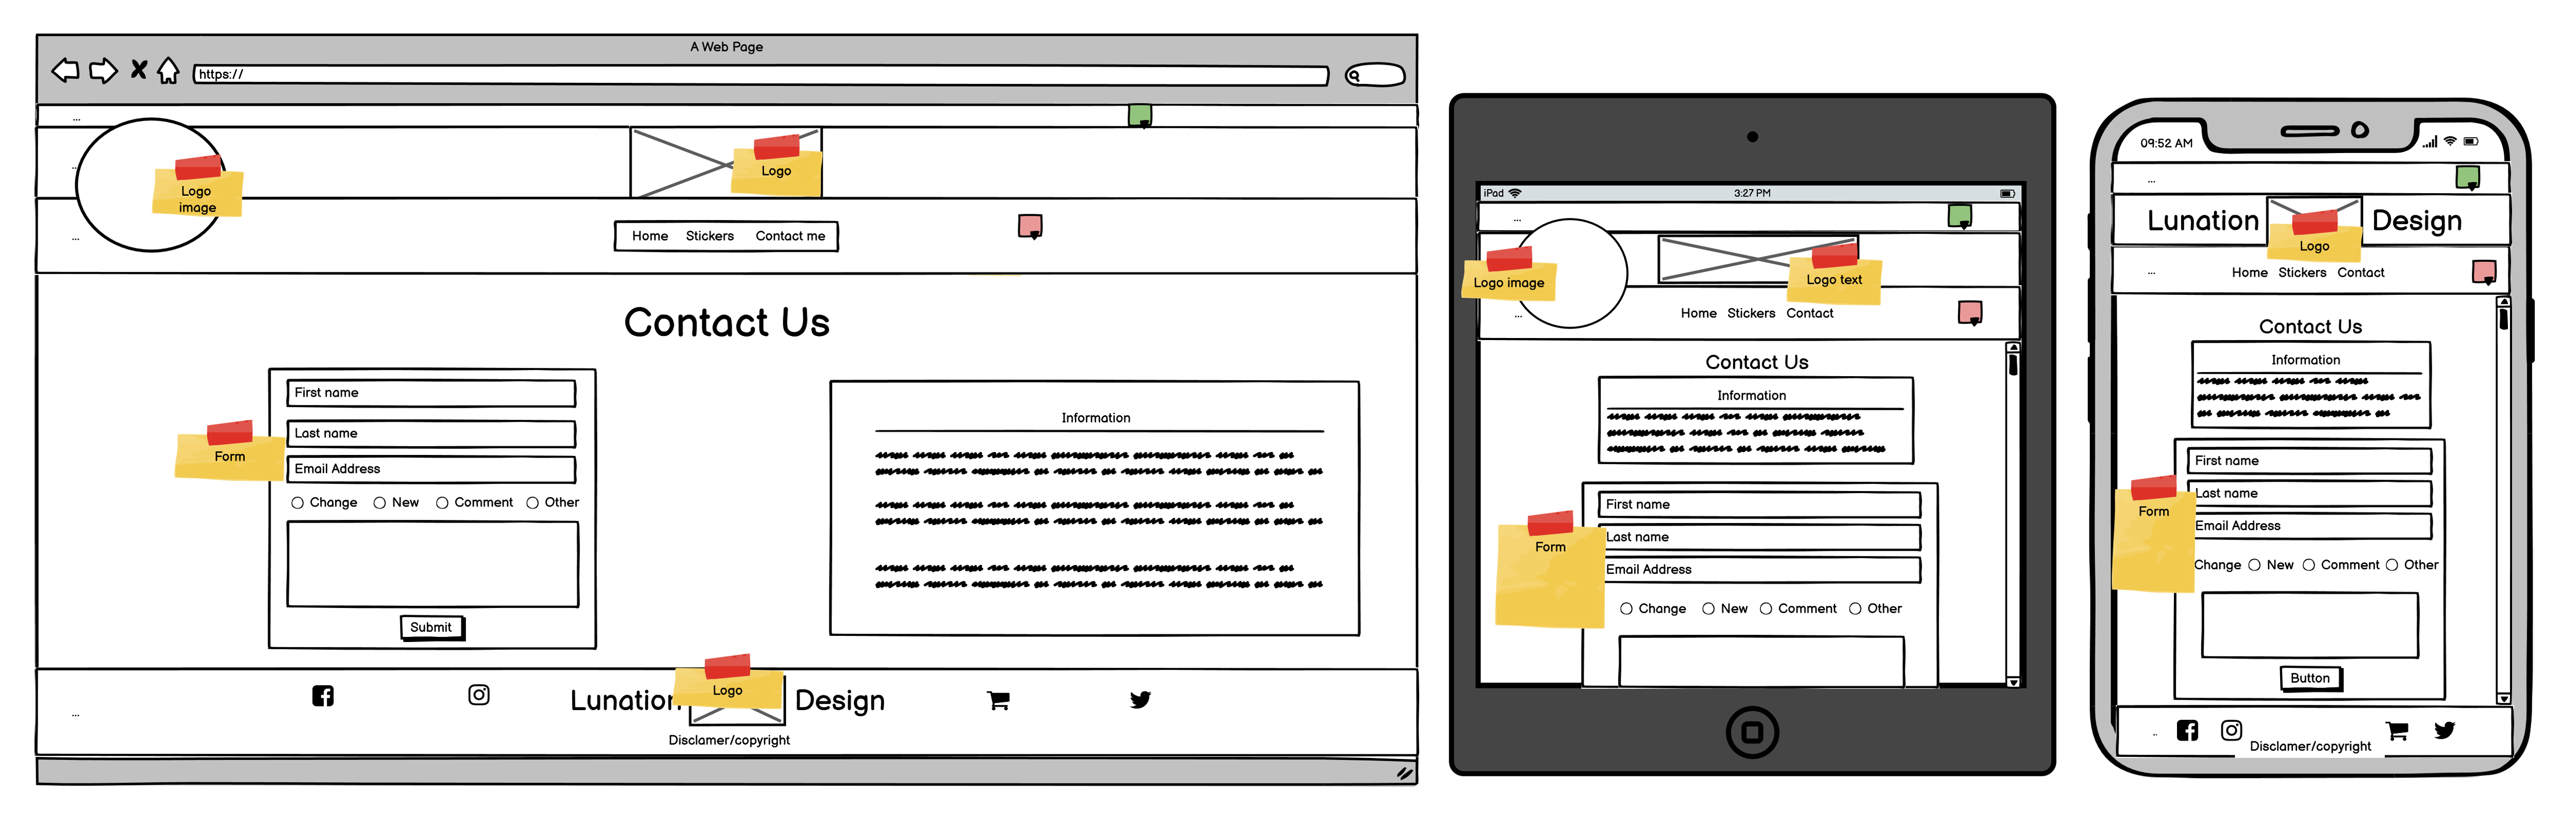 A Web Page
https://
...
Logo
image
Logo
...
Home Stickers Contact me
...
Contact Us
First name
Last name
Form
Email Address
Change New Comment Other
Submit
Information
Lunation Logo Design
...
Disclamer/copyright
iPad 3:27 PM
...
Logo image
Logo text
Home Stickers Contact
...
Contact Us
Information
First name
Last name
Form
Email Address
Change New Comment Other
09:52 AM
...
Lunation Logo Design
... Home Stickers Contact
Contact Us
Information
First name
Last name
Form
Email Address
Change New Comment Other
Button
..
Disclamer/copyright